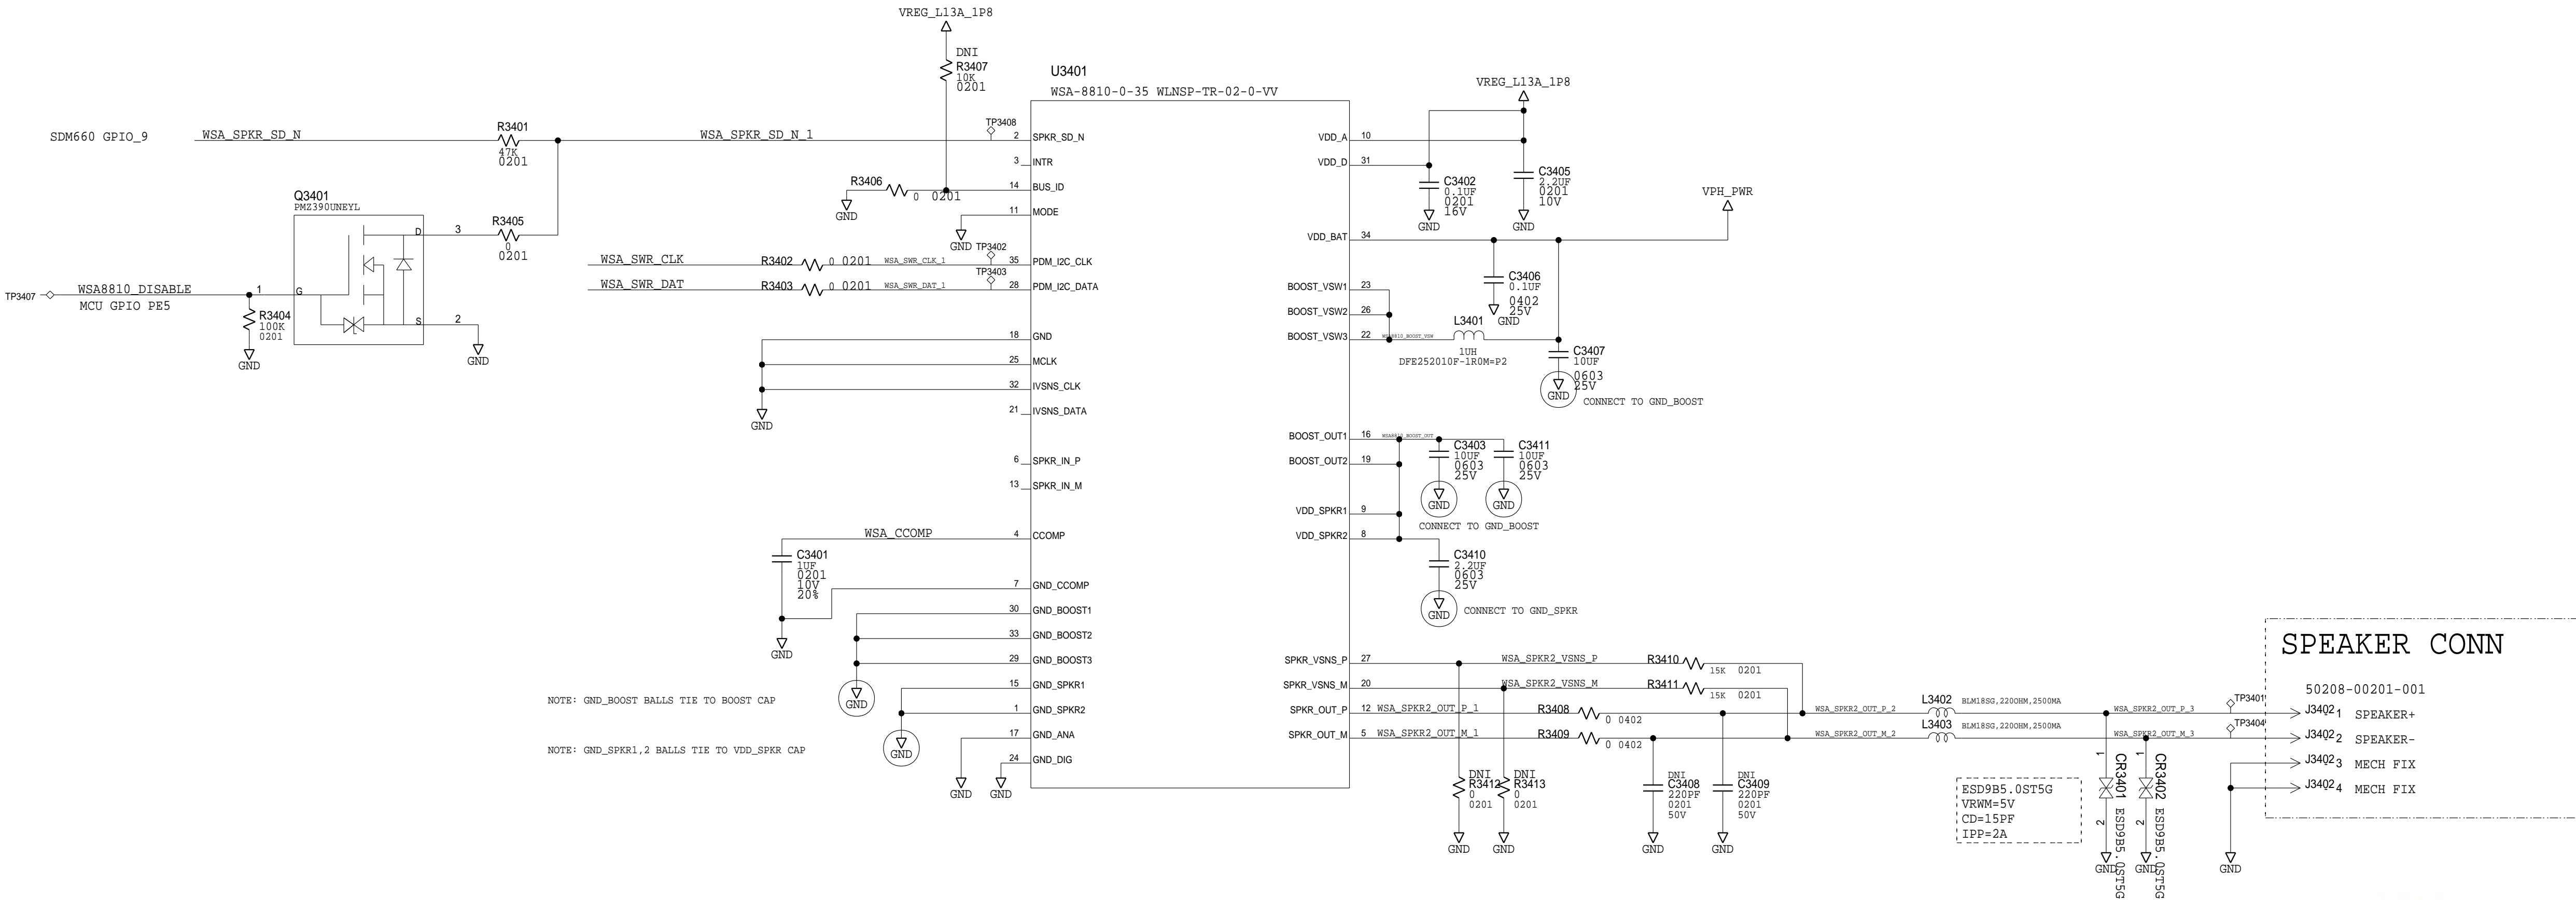 VREG_L13A_1P8
DNI
R3407
10K
0201
U3401
WSA-8810-0-35 WLNSP-TR-02-0-VV
VREG_L13A_1P8
SDM660 GPIO_9
WSA_SPKR_SD_N
R3401
47K
0201
WSA_SPKR_SD_N_1
TP3408
2 SPKR_SD_N
3 INTR
R3406
0 0201
GND
14 BUS_ID
11 MODE
GND
Q3401
PMZ390UNEYL
D 3
R3405
0
0201
TP3407
WSA8810_DISABLE
MCU GPIO PE5
1 G
S 2
R3404
100K
0201
GND
GND
WSA_SWR_CLK
R3402
0 0201
WSA_SWR_CLK_1
TP3402
35 PDM_I2C_CLK
WSA_SWR_DAT
R3403
0 0201
WSA_SWR_DAT_1
TP3403
28 PDM_I2C_DATA
18 GND
25 MCLK
32 IVSNS_CLK
21 IVSNS_DATA
GND
6 SPKR_IN_P
13 SPKR_IN_M
WSA_CCOMP
4 CCOMP
C3401
1UF
0201
10V
20%
GND
7 GND_CCOMP
30 GND_BOOST1
33 GND_BOOST2
29 GND_BOOST3
15 GND_SPKR1
1 GND_SPKR2
17 GND_ANA
24 GND_DIG
GND
GND
GND
GND
NOTE: GND_BOOST BALLS TIE TO BOOST CAP
NOTE: GND_SPKR1,2 BALLS TIE TO VDD_SPKR CAP
VDD_A 10
VDD_D 31
C3402
0.1UF
0201
16V
GND
C3405
2.2UF
0201
10V
GND
VPH_PWR
VDD_BAT 34
C3406
0.1UF
0402
25V
GND
BOOST_VSW1 23
BOOST_VSW2 26
BOOST_VSW3 22
WSA8810_BOOST_VSW
L3401
1UH
DFE252010F-1R0M=P2
C3407
10UF
0603
25V
GND
CONNECT TO GND_BOOST
BOOST_OUT1 16
WSA8810_BOOST_OUT
BOOST_OUT2 19
C3403
10UF
0603
25V
GND
C3411
10UF
0603
25V
GND
CONNECT TO GND_BOOST
VDD_SPKR1 9
VDD_SPKR2 8
C3410
2.2UF
0603
25V
GND
CONNECT TO GND_SPKR
SPKR_VSNS_P 27
WSA_SPKR2_VSNS_P
R3410
15K 0201
SPKR_VSNS_M 20
WSA_SPKR2_VSNS_M
R3411
15K 0201
SPKR_OUT_P 12
WSA_SPKR2_OUT_P_1
R3408
0 0402
WSA_SPKR2_OUT_P_2
L3402 BLM18SG,220OHM,2500MA
WSA_SPKR2_OUT_P_3
TP3401
SPKR_OUT_M 5
WSA_SPKR2_OUT_M_1
R3409
0 0402
WSA_SPKR2_OUT_M_2
L3403 BLM18SG,220OHM,2500MA
WSA_SPKR2_OUT_M_3
TP3404
DNI
R3412
0
0201
GND
DNI
R3413
0
0201
GND
DNI
C3408
220PF
0201
50V
GND
DNI
C3409
220PF
0201
50V
GND
ESD9B5.0ST5G
VRWM=5V
CD=15PF
IPP=2A
1
CR3401 ESD9B5.0ST5G
2
GND
1
CR3402 ESD9B5.0ST5G
2
GND
GND
SPEAKER CONN
50208-00201-001
J3402 1 SPEAKER+
J3402 2 SPEAKER-
J3402 3 MECH FIX
J3402 4 MECH FIX